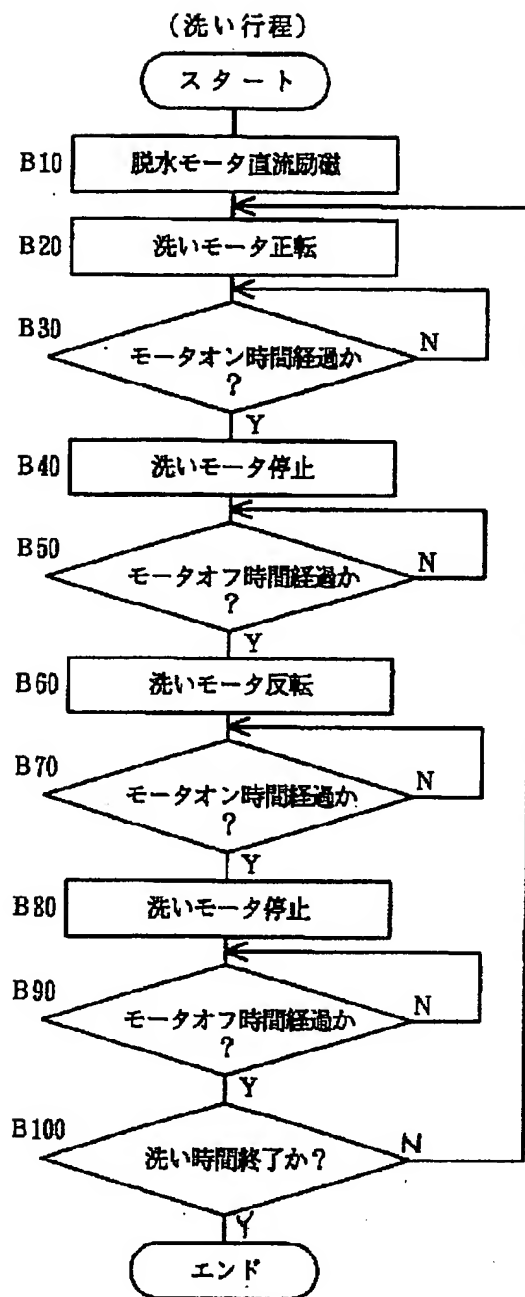 (洗い行程)
スタート
B10 脱水モータ直流励磁
B20 洗いモータ正転
B30 モータオン時間経過か
?
N
Y
B40 洗いモータ停止
B50 モータオフ時間経過か
?
N
Y
B60 洗いモータ反転
B70 モータオン時間経過か
?
N
Y
B80 洗いモータ停止
B90 モータオフ時間経過か
?
N
Y
B100 洗い時間終了か?
N
Y
エンド